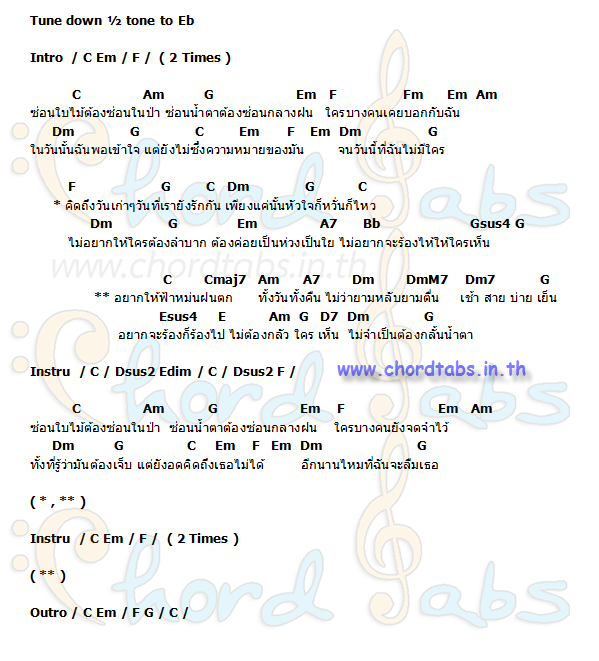 Tune down ½ tone to Eb
Intro / C Em / F / ( 2 Times )
C Am G Em F Fm Em Am
ซ่อนใบไม้ต้องซ่อนในป่า ซ่อนน้ำตาต้องซ่อนกลางฝน ใครบางคนเคยบอกกับฉัน
Dm G C Em F Em Dm G
ในวันนั้นฉันพอเข้าใจ แต่ยังไม่ซึ้งความหมายของมัน จนวันนี้ที่ฉันไม่มีใคร
F G C Dm G C
* คิดถึงวันเก่าๆวันที่เรายังรักกัน เพียงแค่นั้นหัวใจก็หวั่นก็ไหว
Dm G Em A7 Bb Gsus4 G
ไม่อยากให้ใครต้องลำบาก ต้องคอยเป็นห่วงเป็นใย ไม่อยากจะร้องไห้ให้ใครเห็น
www.chordtabs.in.th
C Cmaj7 Am A7 Dm DmM7 Dm7 G
** อยากให้ฟ้าหม่นฝนตก ทั้งวันทั้งคืน ไม่ว่ายามหลับยามตื่น เช้า สาย บ่าย เย็น
Esus4 E Am G D7 Dm G
อยากจะร้องก็ร้องไป ไม่ต้องกลัว ใคร เห็น ไม่จำเป็นต้องกลั้นน้ำตา
Instru / C / Dsus2 Edim / C / Dsus2 F /
www.chordtabs.in.th
C Am G Em F Em Am
ซ่อนใบไม้ต้องซ่อนในป่า ซ่อนน้ำตาต้องซ่อนกลางฝน ใครบางคนยังจดจำไว้
Dm G C Em F Em Dm G
ทั้งที่รู้ว่ามันต้องเจ็บ แต่ยังอดคิดถึงเธอไม่ได้ อีกนานไหมที่ฉันจะลืมเธอ
( * , ** )
Instru / C Em / F / ( 2 Times )
( ** )
Outro / C Em / F G / C /
hord abs